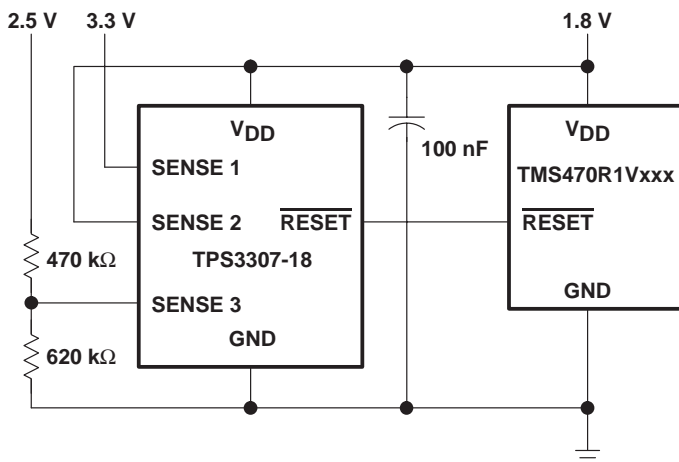 2.5 V 3.3 V 1.8 V
VDD VDD
SENSE 1 100 nF TMS470R1Vxxx
SENSE 2 RESET RESET
470 kΩ TPS3307-18
SENSE 3 GND
GND
620 kΩ